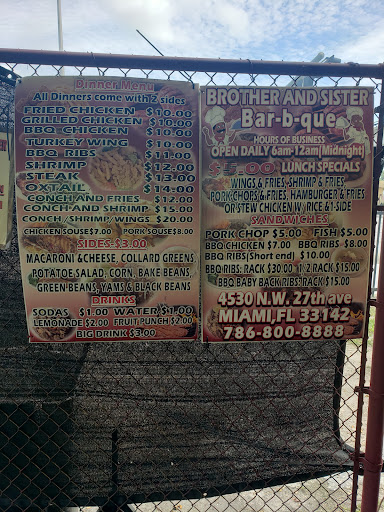 Dinner Menu
All Dinners come with 2 sides
FRIED CHICKEN $10.00
GRILLED CHICKEN $10.00
BBQ CHICKEN $10.00
TURKEY WING $10.00
BBQ RIBS $11.00
SHRIMP $12.00
STEAK $13.00
OXTAIL $14.00
CONCH AND FRIES $12.00
CONCH AND SHRIMP $15.00
CONCH/SHRIMP/WINGS $20.00
CHICKEN SOUSE $7.00 PORK SOUSE $8.00
SIDES-$3.00
MACARONI & CHEESE, COLLARD GREENS
POTATOE SALAD, CORN, BAKE BEANS,
GREEN BEANS, YAMS & BLACK BEANS
DRINKS
SODAS $1.00 WATER $1.00
LEMONADE $2.00 FRUIT PUNCH $2.00
BIG DRINK $3.00
BROTHER AND SISTER
Bar-b-que
HOURS OF BUSINESS
OPEN DAILY 6am-12am[Midnight]
LUNCH SPECIALS
WINGS & FRIES, SHRIMP & FRIES
PORK CHOPS & FRIES, HAMBURGER & FRIES
OR STEW CHICKEN W/RICE & 1 SIDE
SANDWICHES
PORK CHOP $5.00 FISH $5.00
BBQ CHICKEN $7.00 BBQ RIBS $8.00
BBQ RIBS(Short end) $10.00
BBQ RIBS: RACK $30.00 1/2 RACK $15.00
BBQ BABY BACK RIBS: RACK $15.00
4530 N.W. 27th ave
MIAMI, FL 33142
786-800-8888